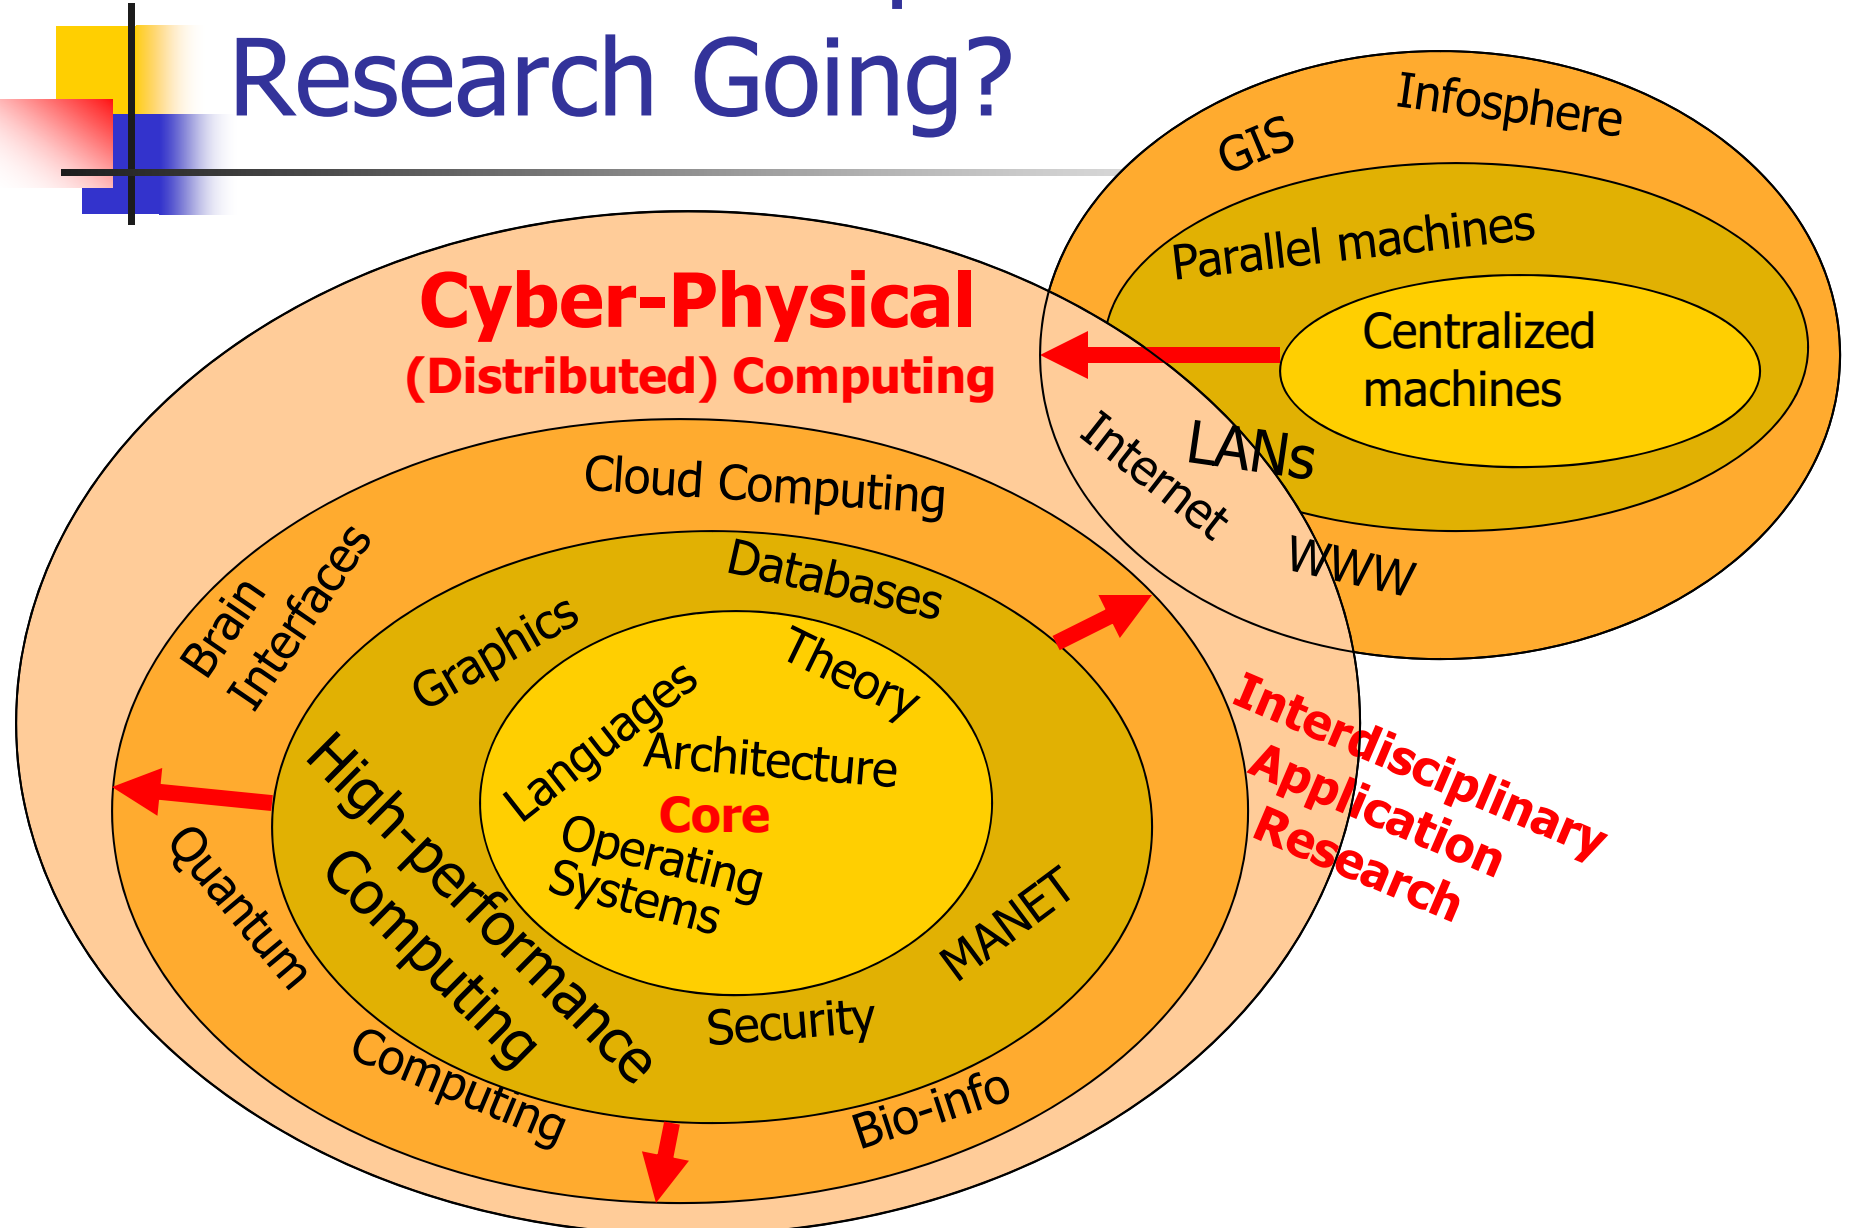 Research Going?
Infosphere
GIS
Parallel machines
Centralized
machines
LANs
Internet
WWW
Cyber-Physical
(Distributed) Computing
Cloud Computing
Brain
Interfaces
Databases
Graphics
Theory
Languages
Architecture
Core
Operating
Systems
High-performance
Computing
MANET
Security
Quantum
Computing
Bio-info
Interdisciplinary
Application
Research